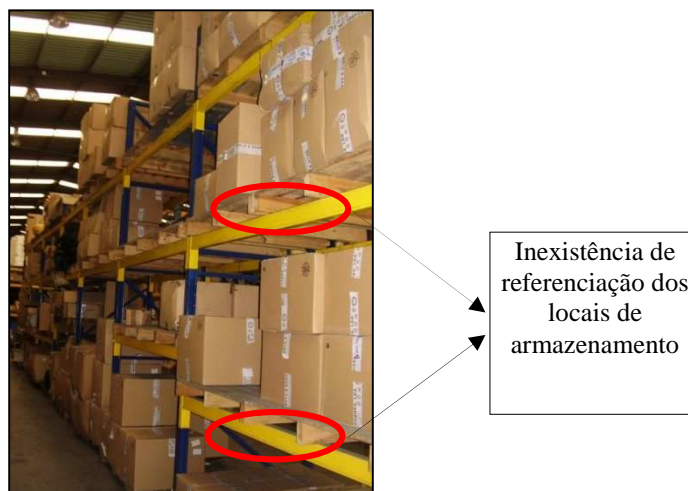 Inexistência de
referenciação dos
locais de
armazenamento